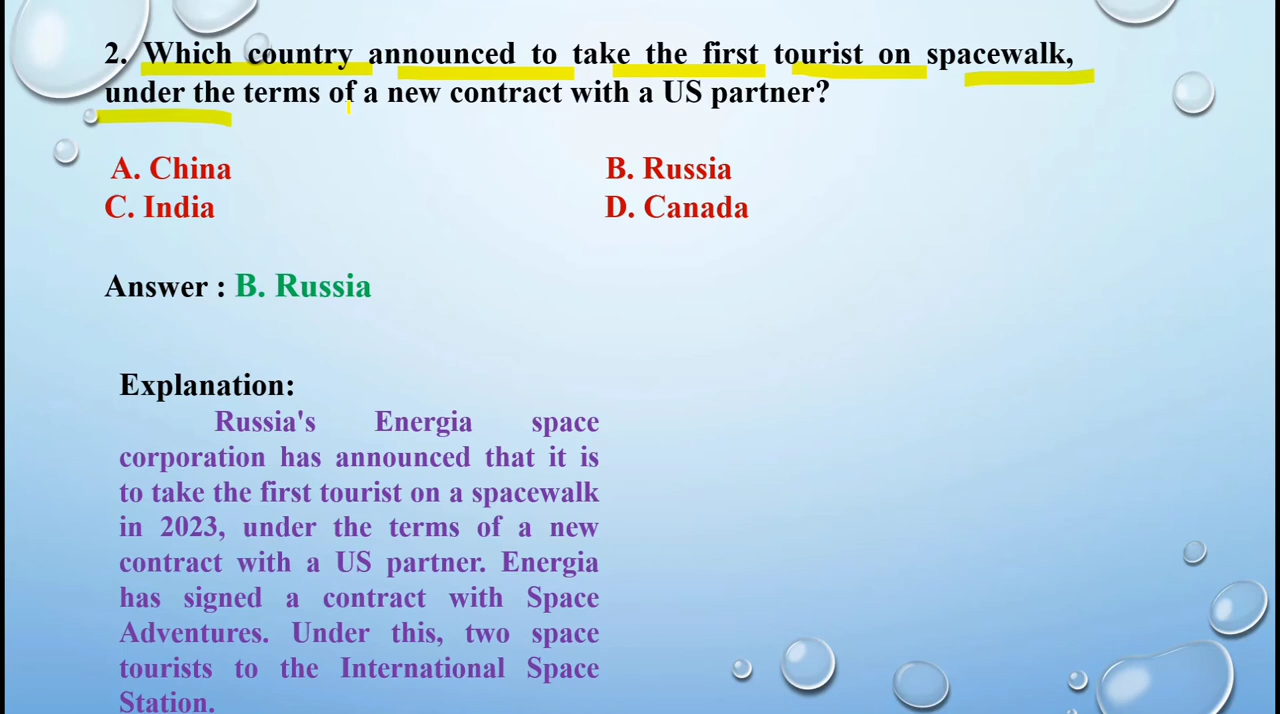 2. Which country announced to take the first tourist on spacewalk,
under the terms of a new contract with a US partner?
A. China B. Russia
C. India D. Canada
Answer : B. Russia
Explanation:
Russia's Energia space
corporation has announced that it is
to take the first tourist on a spacewalk
in 2023, under the terms of a new
contract with a US partner. Energia
has signed a contract with Space
Adventures. Under this, two space
tourists to the International Space
Station.